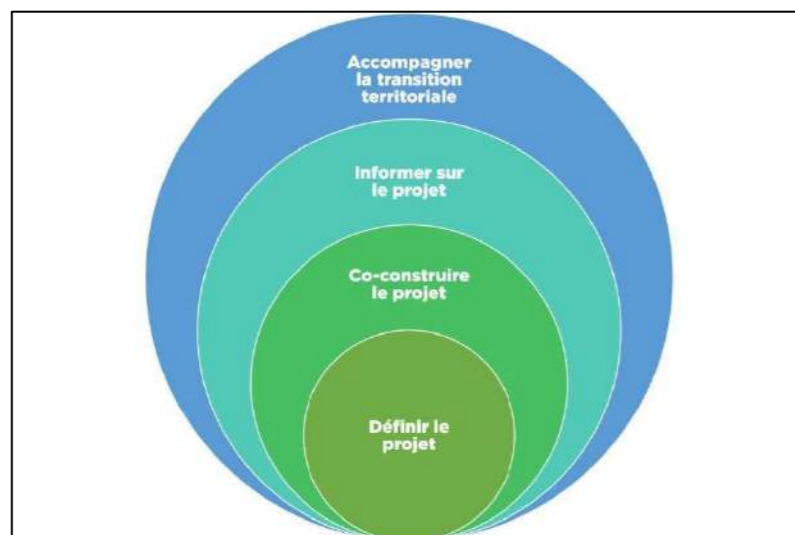 Accompagner
la transition
territoriale
Informer sur
le projet
Co-construire
le projet
Définir le
projet